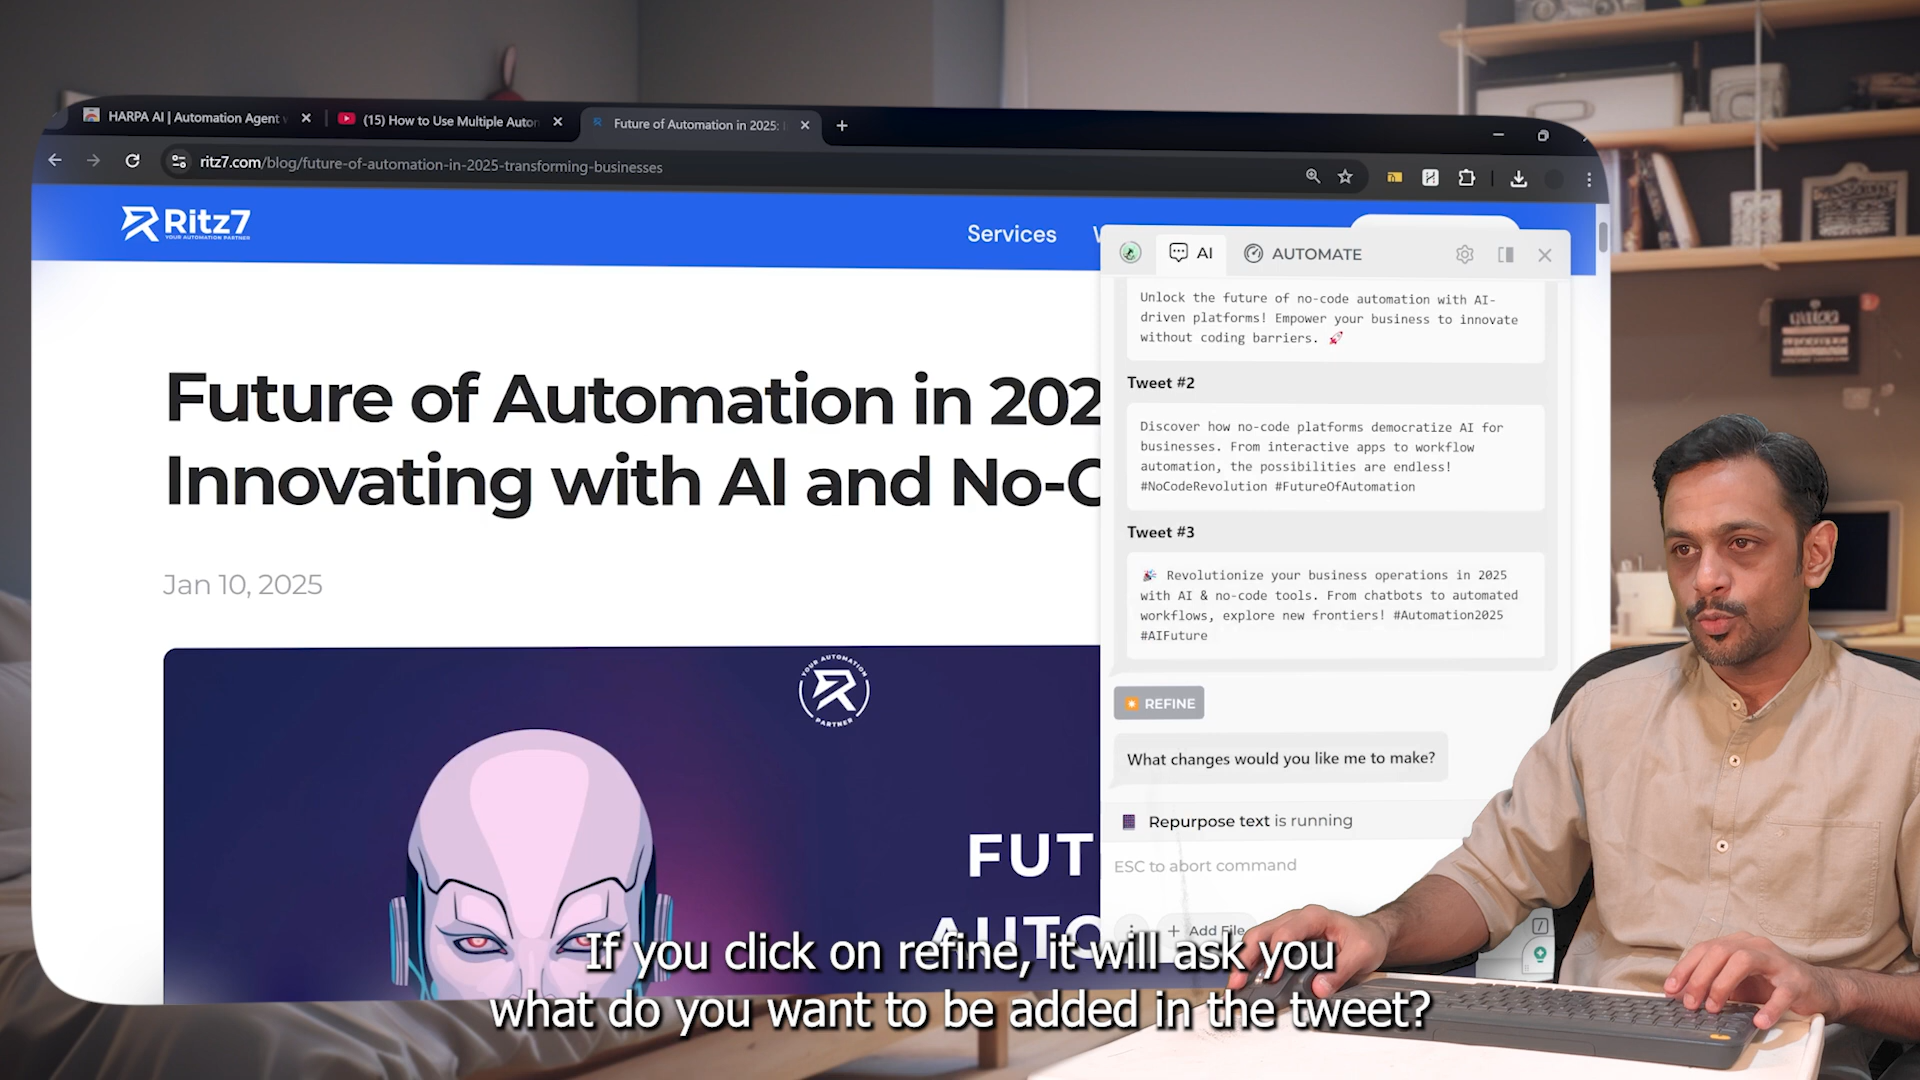 HARPA AI | Automation Agent
(15) How to Use Multiple Auton
Future of Automation in 2025:
ritz7.com/blog/future-of-automation-in-2025-transforming-businesses
Ritz7
YOUR AUTOMATION PARTNER
Services
AI
AUTOMATE
Unlock the future of no-code automation with AI-
driven platforms! Empower your business to innovate
without coding barriers. 🚀
Tweet #2
Discover how no-code platforms democratize AI for
businesses. From interactive apps to workflow
automation, the possibilities are endless!
#NoCodeRevolution #FutureOfAutomation
Tweet #3
🎉 Revolutionize your business operations in 2025
with AI & no-code tools. From chatbots to automated
workflows, explore new frontiers! #Automation2025
#AIFuture
REFINE
What changes would you like me to make?
Repurpose text is running
ESC to abort command
+ Add File
Future of Automation in 202
Innovating with AI and No-C
Jan 10, 2025
YOUR AUTOMATION
PARTNER
FUT
AUTO
If you click on refine, it will ask you
what do you want to be added in the tweet?